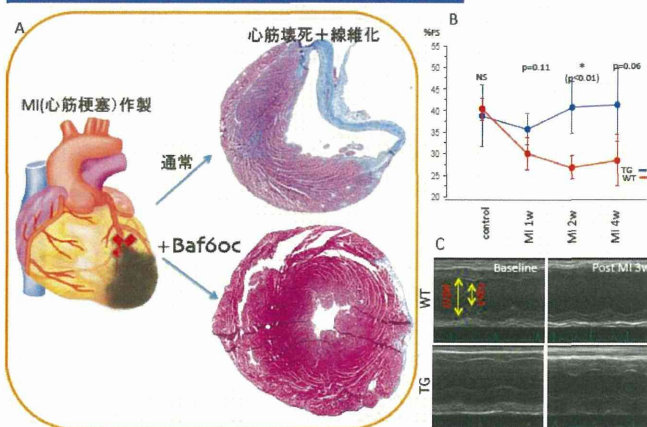 A
心筋壊死＋線維化
MI(心筋梗塞)作製
通常
＋Baf60c
B
%FS
55
50
45
40
35
30
25
20
NS
p=0.11
*
(p<0.01)
p=0.06
TG
WT
control
MI 1w
MI 2w
MI 4w
C
Baseline
Post MI 3w
WT
TG